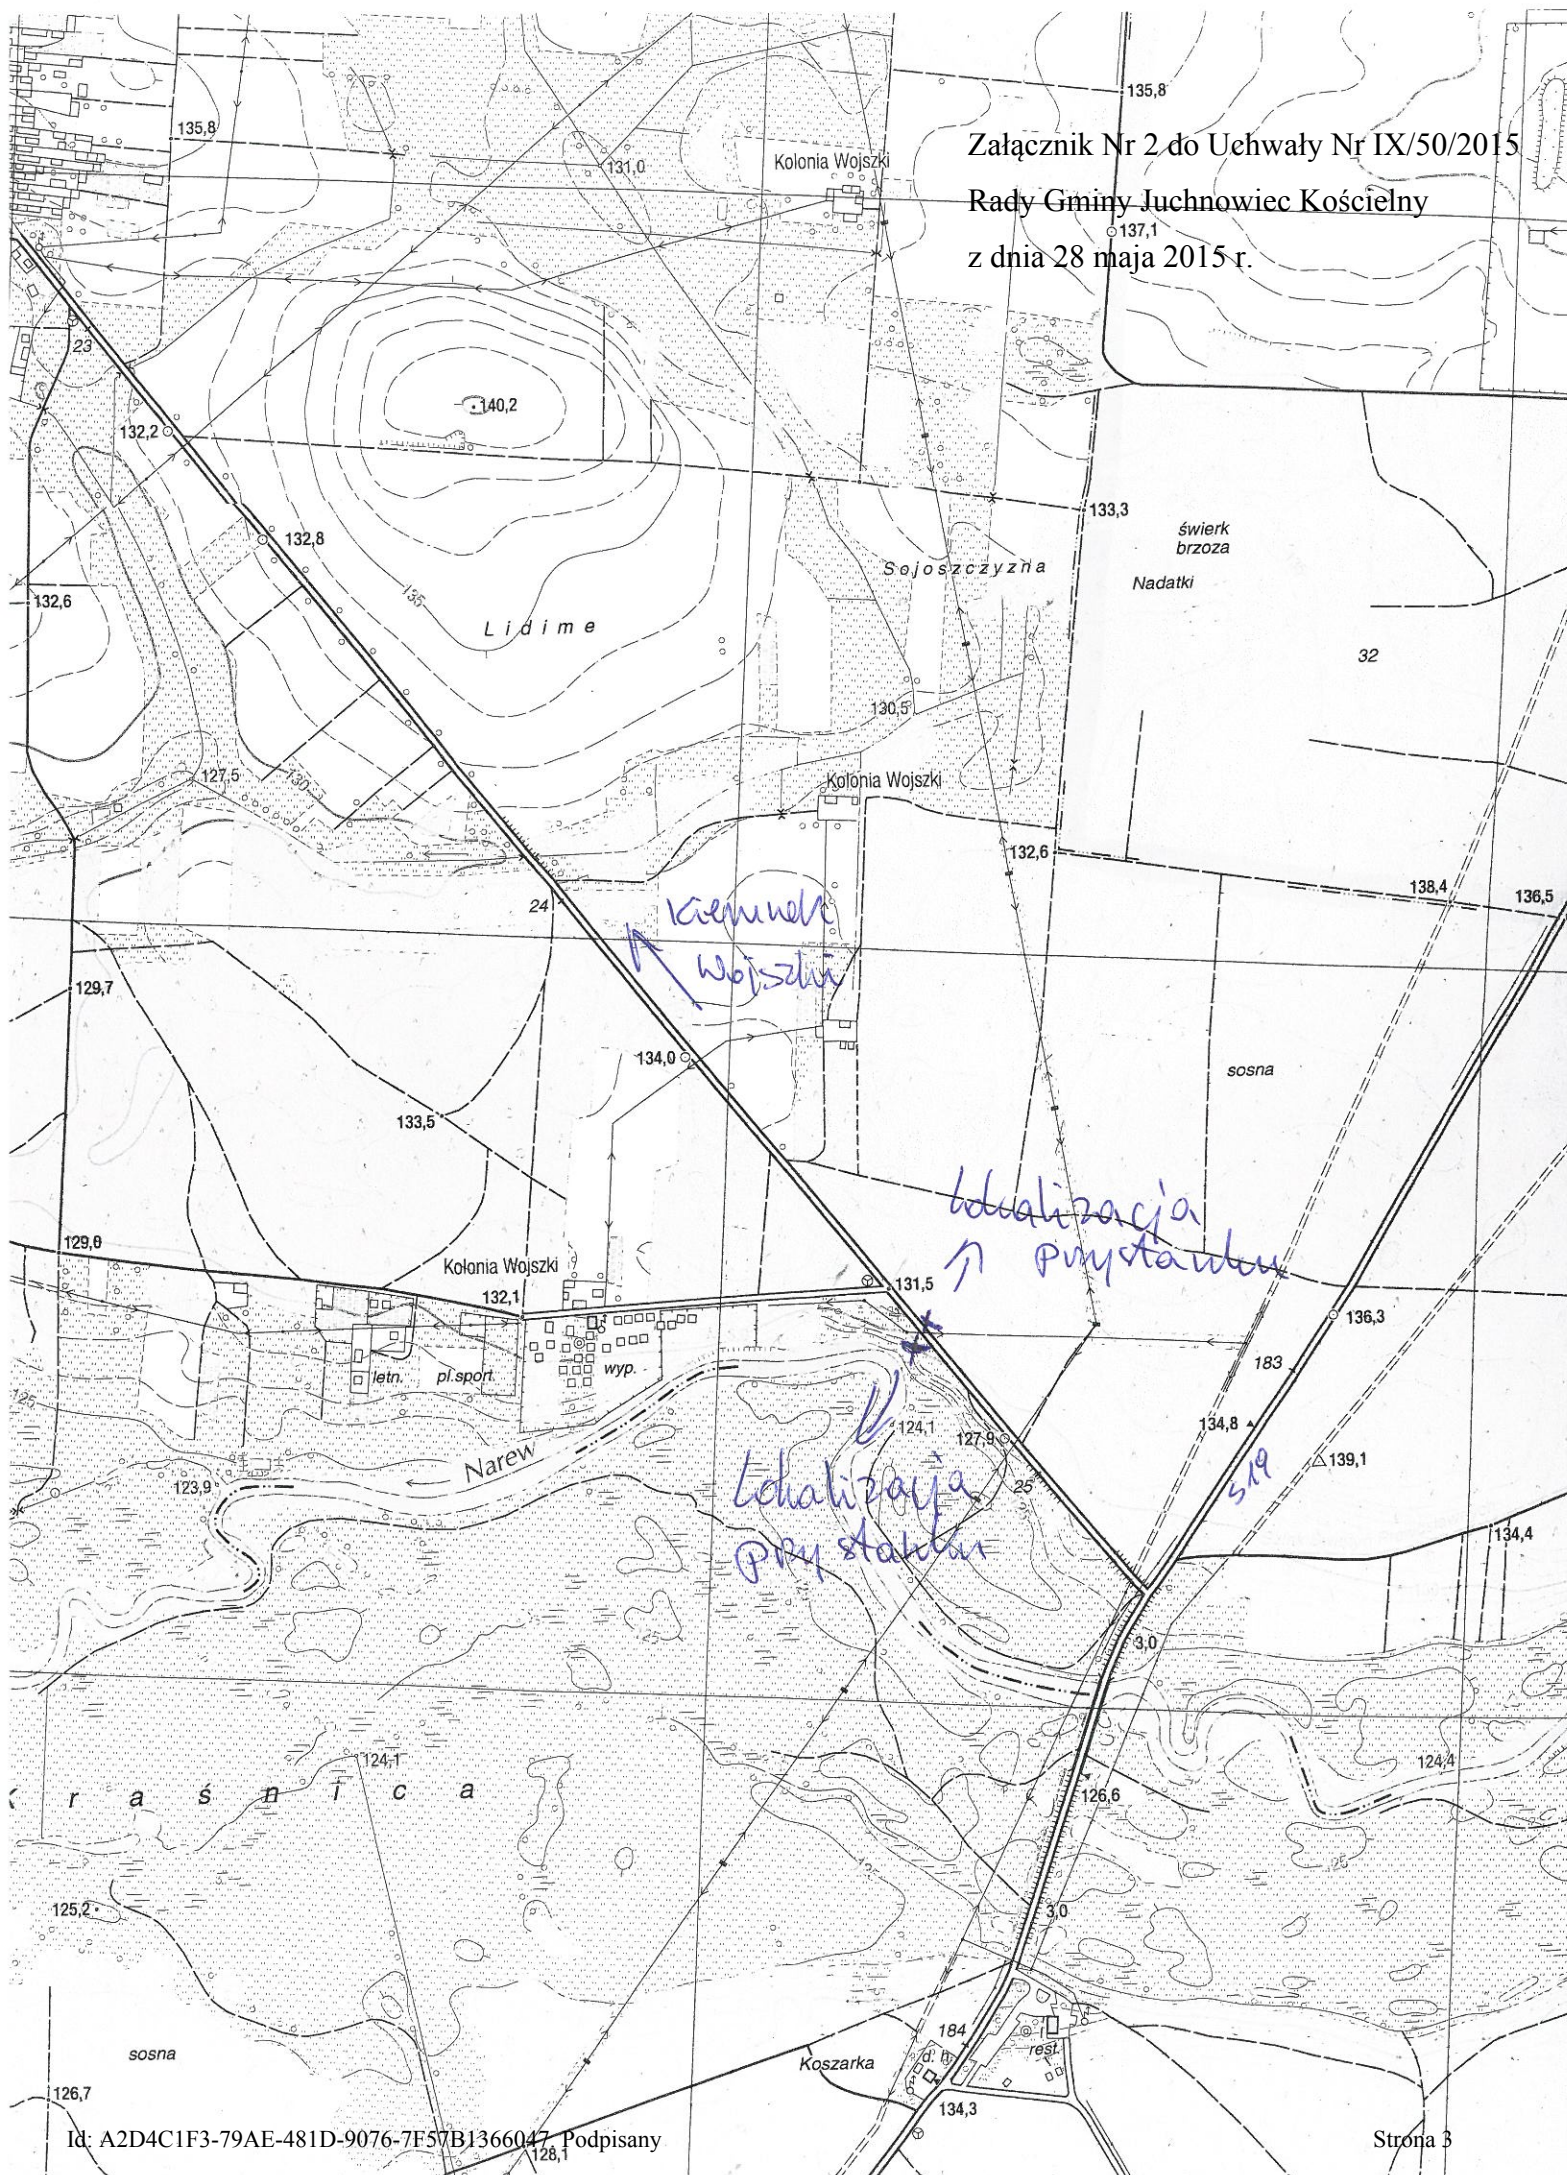 135,8
Załącznik Nr 2 do Uchwały Nr IX/50/2015
135,8
131,0
Kolonia Wojszki
Rady Gminy Juchnowiec Kościelny
137,1
z dnia 28 maja 2015 r.
23
140,2
132,2
133,3
132,8
świerk
brzoza
Sojoszczyzna
Nadatki
135
132,6
Lidime
32
130,5
127,5
130
Kolonia Wojszki
132,6
138,4
136,5
24
kierunek
Wojszki
129,7
134,0
sosna
133,5
lokalizacja
przystanku
129,0
Kolonia Wojszki
132,1
131,5
136,3
183
letn.
pl.sport.
wyp.
125
124,1
134,8
127,9
139,1
Narew
S19
123,9
25
Lokalizacja
przystanku
134,4
3,0
124,1
124,4
kraśnica
126,6
125
125,2
3,0
184
sosna
Koszarka
d. h.
rest.
126,7
134,3
Id: A2D4C1F3-79AE-481D-9076-7F57B1366047. Podpisany
Strona 3
128,1